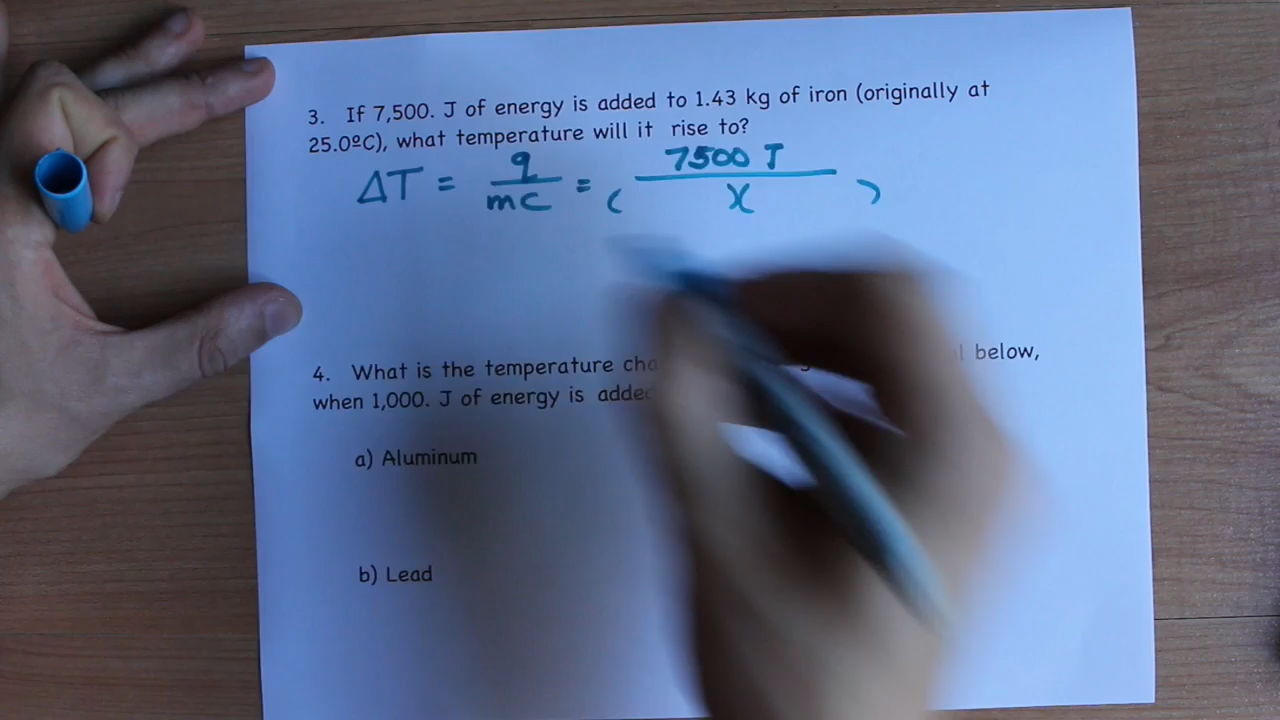 3. If 7,500. J of energy is added to 1.43 kg of iron (originally at
25.0ºC), what temperature will it rise to?
ΔT = q/mc = 7500 J/( x )
4. What is the temperature
l below,
when 1,000. J of energy is added
a) Aluminum
b) Lead